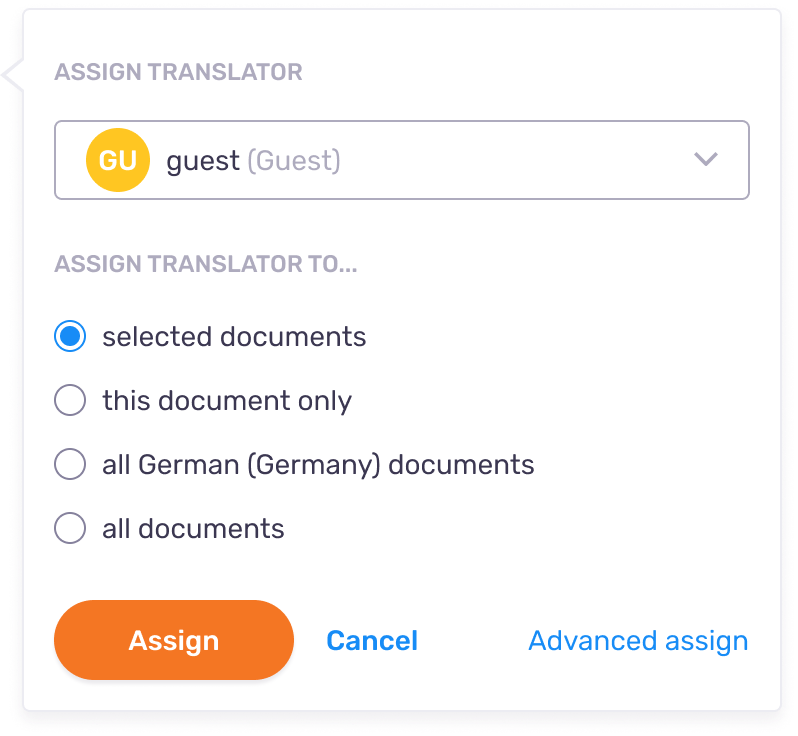 ASSIGN TRANSLATOR
GU guest (Guest)
ASSIGN TRANSLATOR TO...
selected documents
this document only
all German (Germany) documents
all documents
Assign Cancel Advanced assign